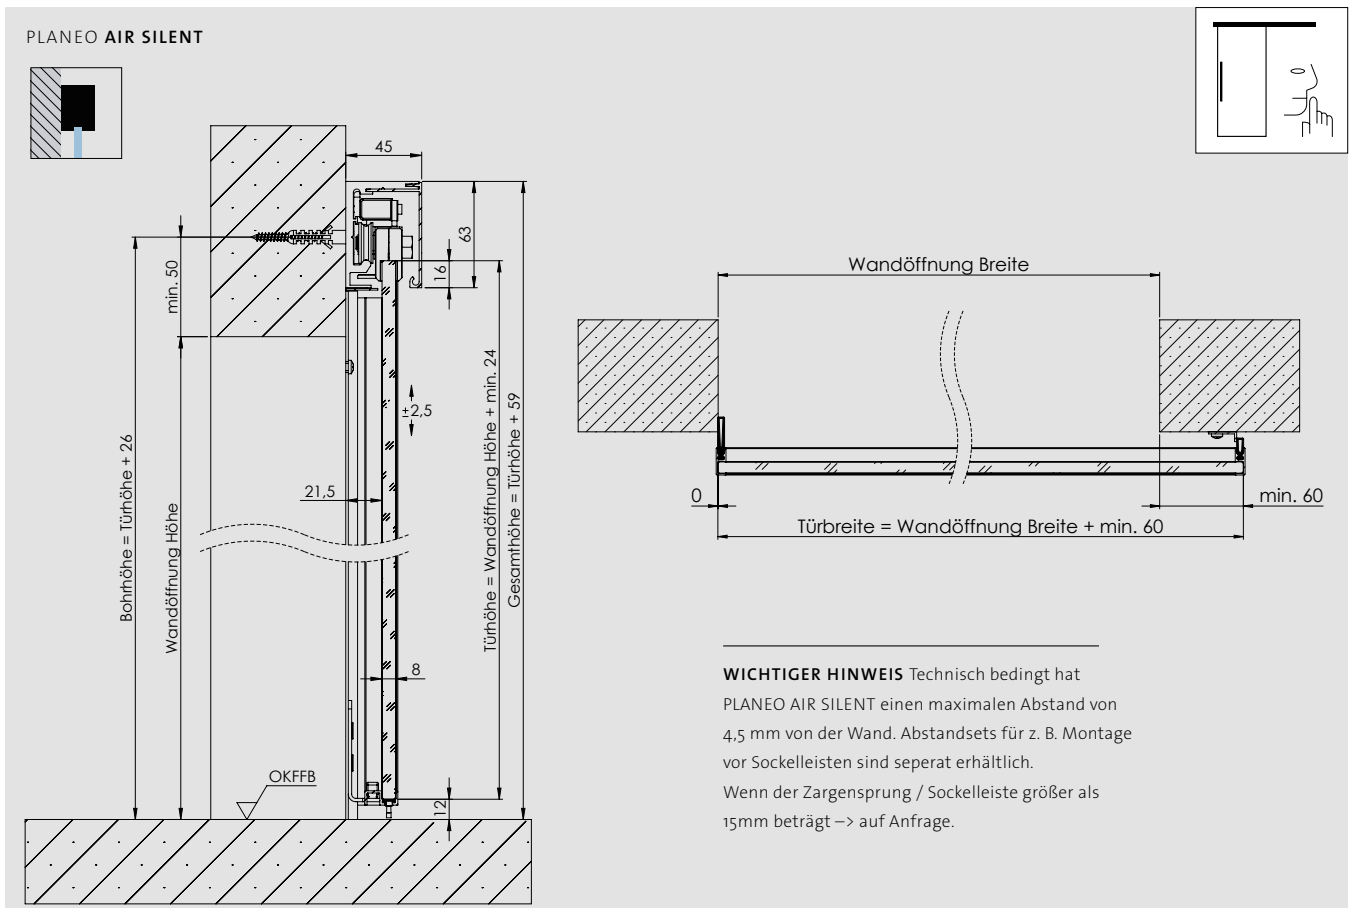 PLANEO AIR SILENT
45
63
16
min. 50
Bohrhöhe = Türhöhe + 26
Wandöffnung Höhe
21,5
±2,5
Türhöhe = Wandöffnung Höhe + min. 24
Gesamthöhe = Türhöhe + 59
8
12
OKFFB
Wandöffnung Breite
0
min. 60
Türbreite = Wandöffnung Breite + min. 60
WICHTIGER HINWEIS Technisch bedingt hat
PLANEO AIR SILENT einen maximalen Abstand von
4,5 mm von der Wand. Abstandsets für z. B. Montage
vor Sockelleisten sind seperat erhältlich.
Wenn der Zargensprung / Sockelleiste größer als
15mm beträgt –> auf Anfrage.